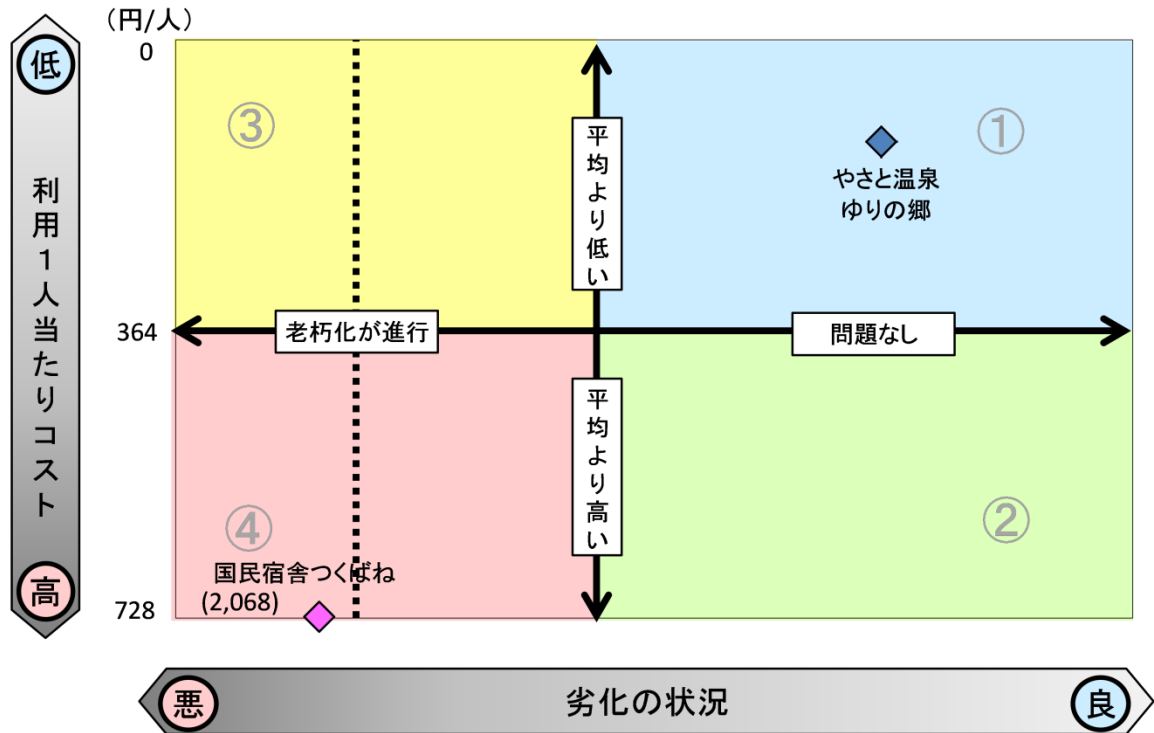 (円/人)
0
低
利用1人当たりコスト
高
364
728
③
①
平均より低い
やさと温泉
ゆりの郷
老朽化が進行
問題なし
平均より高い
④
②
国民宿舎つくばね
(2,068)
悪
劣化の状況
良